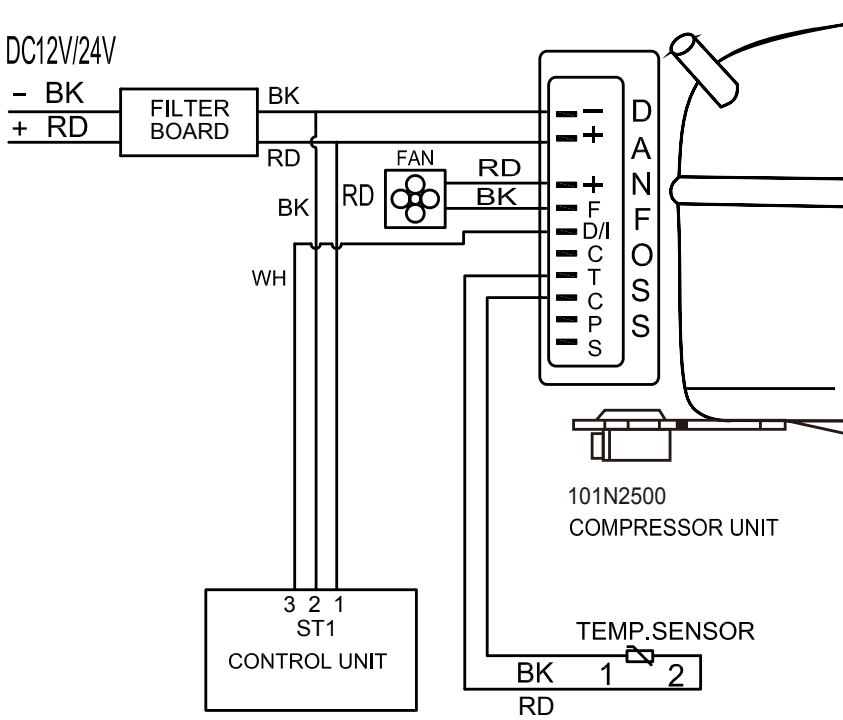 DC12V/24V
− BK
+ RD
FILTER
BOARD
BK
RD
BK
WH
FAN
RD
RD
BK
−
+
+
F
D/I
C
T
C
P
S
DANFOSS
101N2500
COMPRESSOR UNIT
3 2 1
ST1
CONTROL UNIT
TEMP.SENSOR
BK 1 2
RD